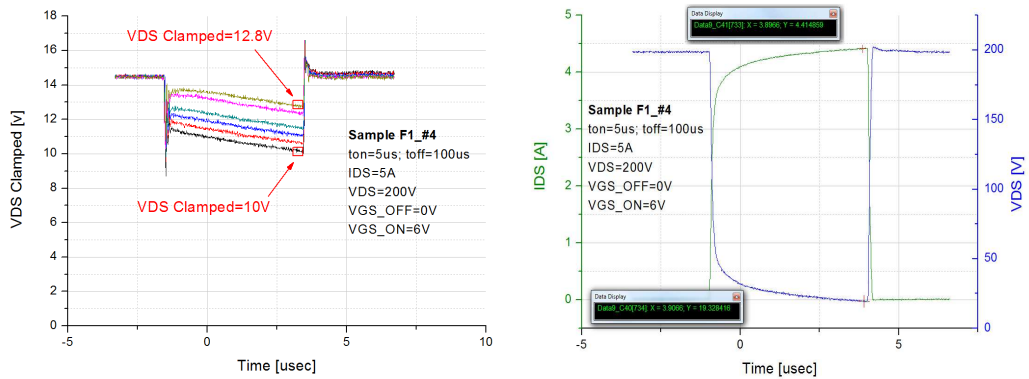 18
16
14
12
10
8
6
4
2
0
VDS Clamped [v]
VDS Clamped=12.8V
VDS Clamped=10V
Sample F1_#4
ton=5us; toff=100us
IDS=5A
VDS=200V
VGS_OFF=0V
VGS_ON=6V
-5 0 5 10
Time [usec]
Data Display
Data9_C41[733]: X = 3.8966, Y = 4.414859
5
4
3
2
1
0
IDS [A]
Sample F1_#4
ton=5us; toff=100us
IDS=5A
VDS=200V
VGS_OFF=0V
VGS_ON=6V
200
150
100
50
0
VDS [V]
Data Display
Data9_C40[734]: X = 3.9066, Y = 19.328416
-5 0 5
Time [usec]